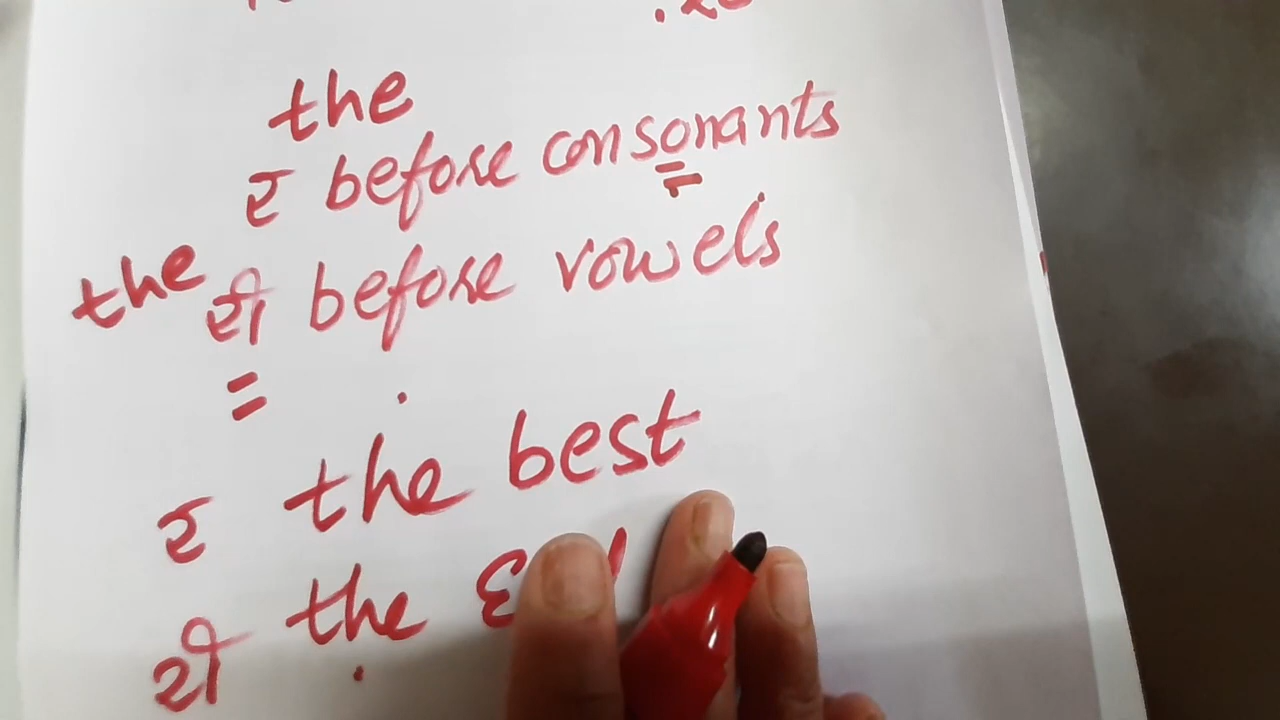 the
ਦ before consonants
the ਦੀ before vowels
ਦ the best
ਦੀ the